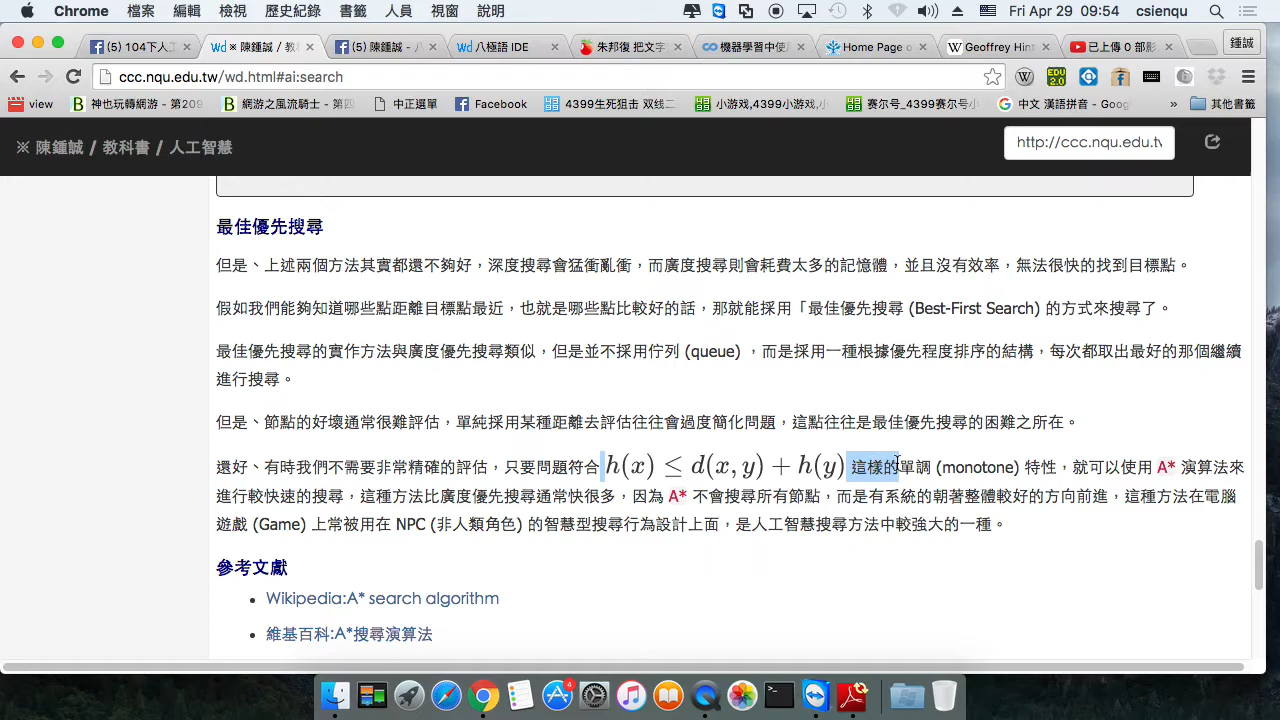 Chrome 檔案 編輯 檢視 歷史紀錄 書籤 人員 視窗 說明 Fri Apr 29 09:54 csienqu
(5) 104下人工 Wd ※ 陳鍾誠 / 教科 (5) 陳鍾誠 - 八 Wd 八極語 IDE 朱邦復 把文字 機器學習中使用 Home Page o Geoffrey Hint 已上傳 0 部影 鍾誠
ccc.nqu.edu.tw/wd.html#ai:search
view 神也玩轉網游 - 第209 網游之風流騎士 - 第四 中正選單 Facebook 4399生死狙击 双线二 小游戏,4399小游戏,小 赛尔号_4399赛尔号小 中文 漢語拼音 - Goog » 其他書籤
※ 陳鍾誠 / 教科書 / 人工智慧 http://ccc.nqu.edu.tv
最佳優先搜尋
但是、上述兩個方法其實都還不夠好，深度搜尋會猛衝亂衝，而廣度搜尋則會耗費太多的記憶體，並且沒有效率，無法很快的找到目標點。
假如我們能夠知道哪些點距離目標點最近，也就是哪些點比較好的話，那就能採用「最佳優先搜尋 (Best-First Search) 的方式來搜尋了。
最佳優先搜尋的實作方法與廣度優先搜尋類似，但是並不採用佇列 (queue) ，而是採用一種根據優先程度排序的結構，每次都取出最好的那個繼續
進行搜尋。
但是、節點的好壞通常很難評估，單純採用某種距離去評估往往會過度簡化問題，這點往往是最佳優先搜尋的困難之所在。
還好、有時我們不需要非常精確的評估，只要問題符合 h(x) ≤ d(x, y) + h(y) 這樣的單調 (monotone) 特性，就可以使用 A* 演算法來
進行較快速的搜尋，這種方法比廣度優先搜尋通常快很多，因為 A* 不會搜尋所有節點，而是有系統的朝著整體較好的方向前進，這種方法在電腦
遊戲 (Game) 上常被用在 NPC (非人類角色) 的智慧型搜尋行為設計上面，是人工智慧搜尋方法中較強大的一種。
參考文獻
Wikipedia:A* search algorithm
維基百科:A*搜尋演算法